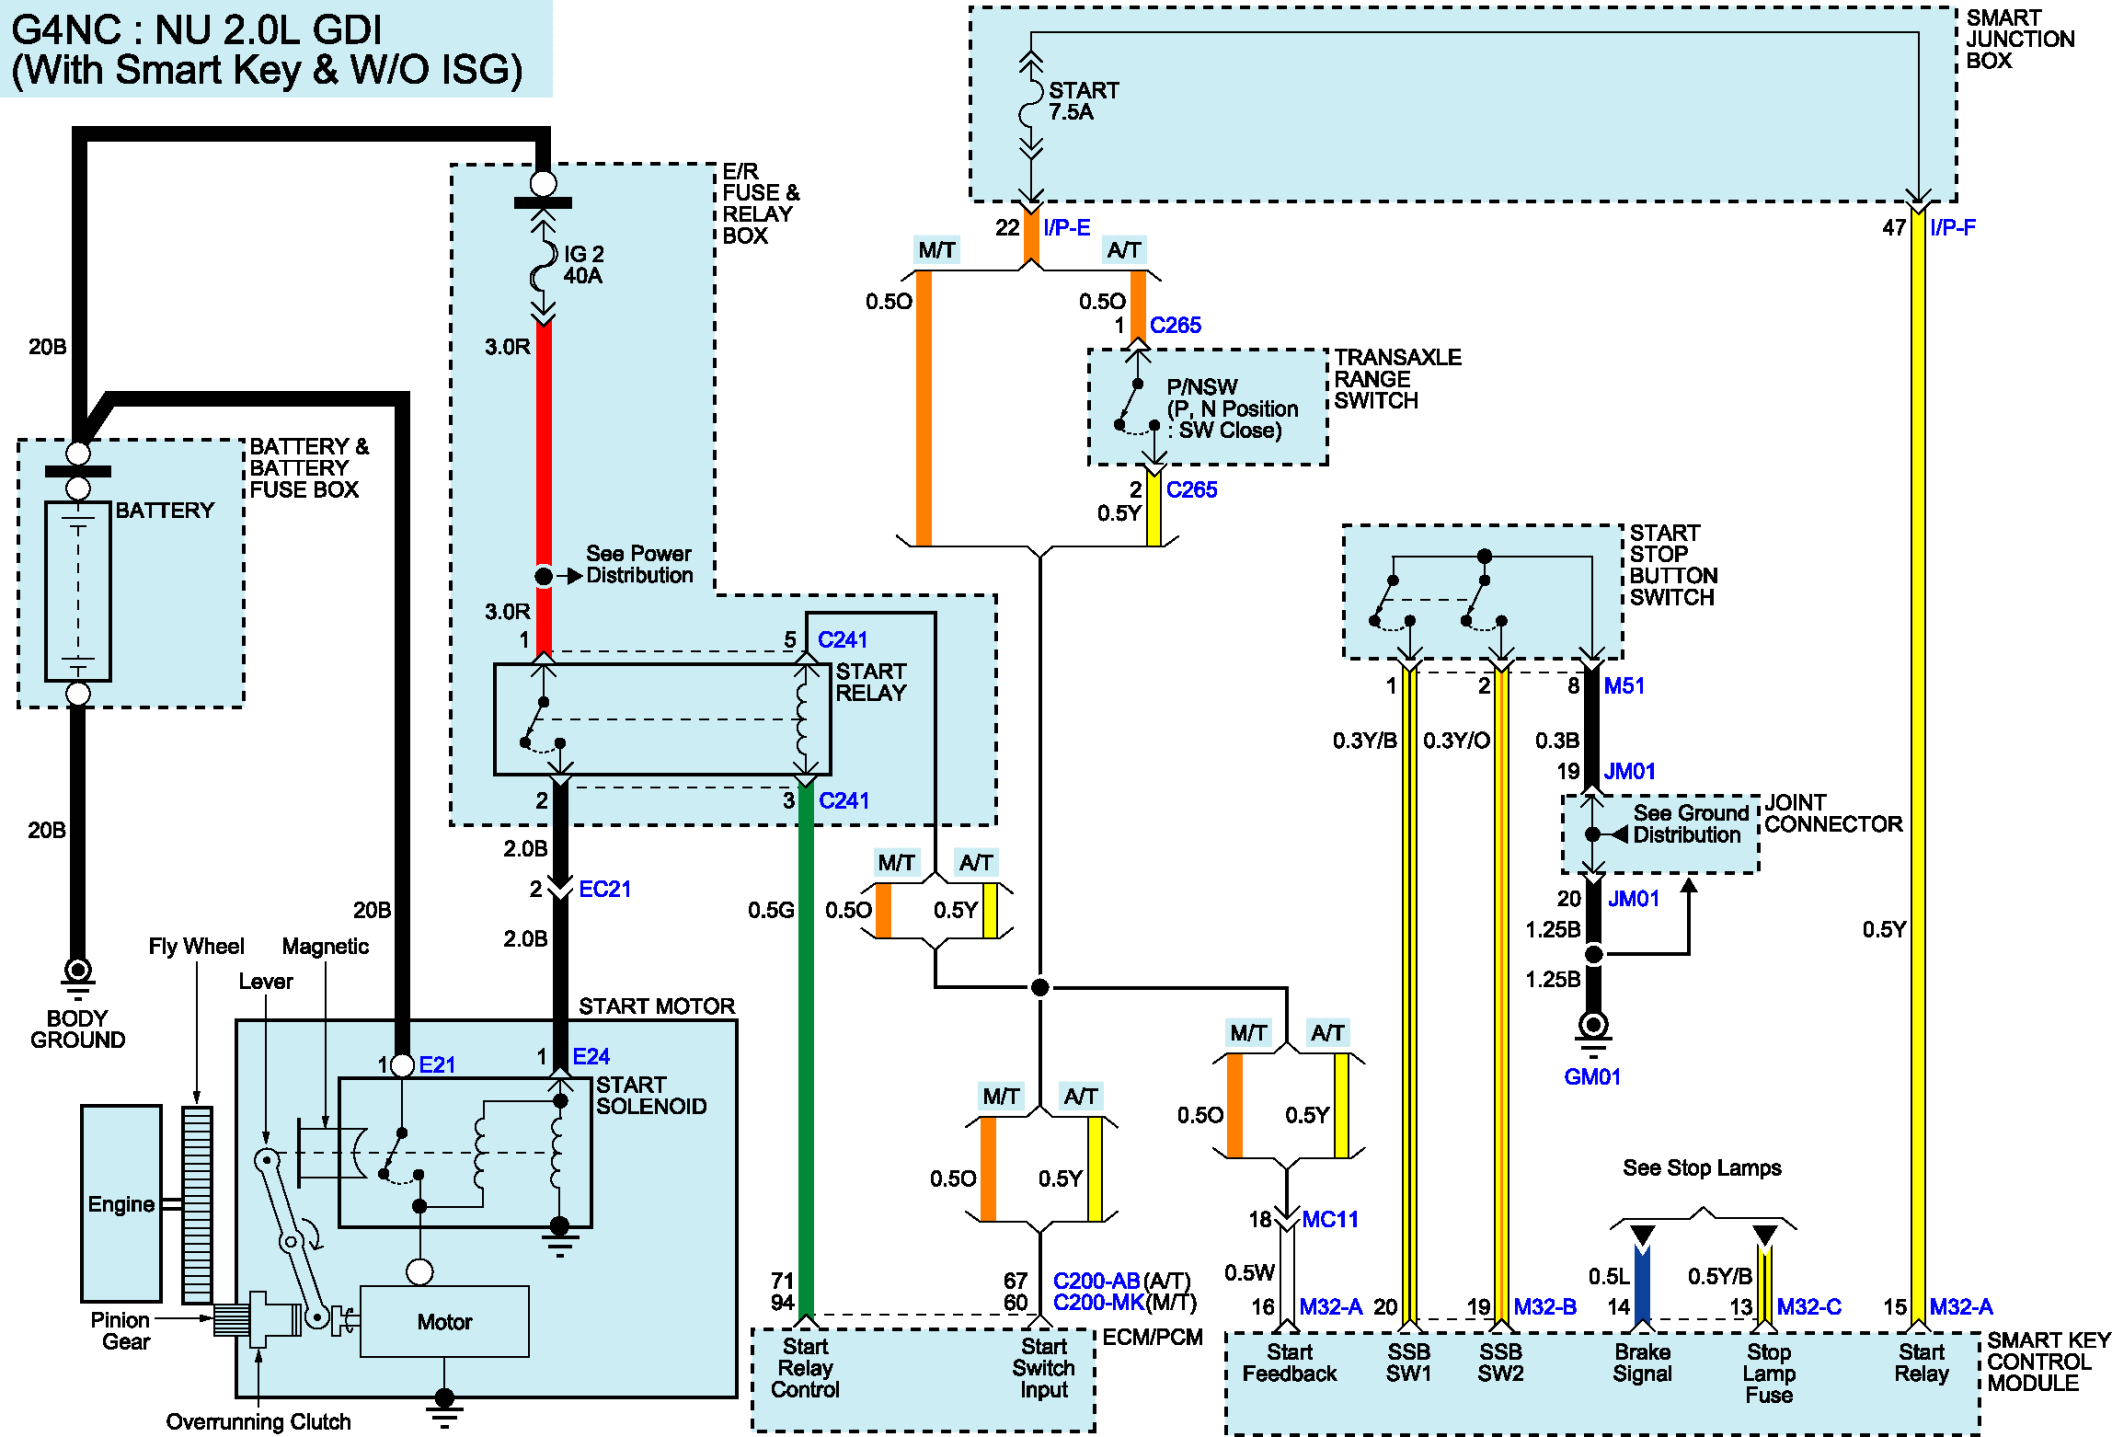 G4NC : NU 2.0L GDI
(With Smart Key & W/O ISG)
SMART
JUNCTION
BOX
START
7.5A
22
I/P-E
47
I/P-F
E/R
FUSE &
RELAY
BOX
IG 2
40A
3.0R
20B
M/T
A/T
0.5O
0.5O
1
C265
TRANSAXLE
RANGE
SWITCH
P/NSW
(P, N Position
: SW Close)
2
C265
0.5Y
BATTERY &
BATTERY
FUSE BOX
BATTERY
See Power
Distribution
3.0R
1
5
C241
START
RELAY
2
3
C241
START
STOP
BUTTON
SWITCH
1
2
8
M51
0.3Y/B
0.3Y/O
0.3B
19
JM01
See Ground
Distribution
JOINT
CONNECTOR
20
JM01
1.25B
1.25B
GM01
20B
2.0B
2
EC21
2.0B
20B
0.5G
M/T
A/T
0.5O
0.5Y
0.5Y
BODY
GROUND
Fly Wheel
Magnetic
Lever
START MOTOR
1
E21
1
E24
START
SOLENOID
Engine
Pinion
Gear
Motor
Overrunning Clutch
M/T
A/T
0.5O
0.5Y
M/T
A/T
0.5O
0.5Y
18
MC11
0.5W
See Stop Lamps
0.5L
0.5Y/B
71
94
67
60
C200-AB(A/T)
C200-MK(M/T)
16
M32-A
20
19
M32-B
14
13
M32-C
15
M32-A
Start
Relay
Control
Start
Switch
Input
ECM/PCM
Start
Feedback
SSB
SW1
SSB
SW2
Brake
Signal
Stop
Lamp
Fuse
Start
Relay
SMART KEY
CONTROL
MODULE